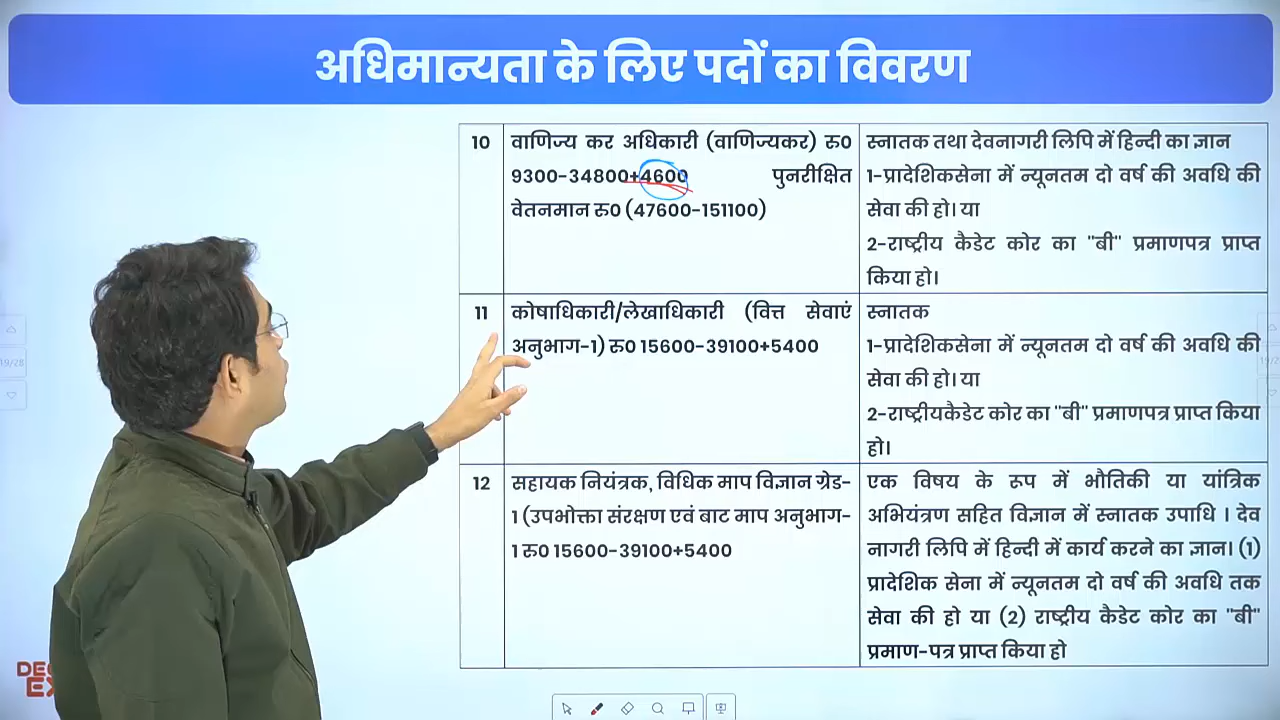 अधिमान्यता के लिए पदों का विवरण
10
वाणिज्य कर अधिकारी (वाणिज्यकर) रु0
9300-34800+4600 पुनरीक्षित
वेतनमान रु0 (47600-151100)
स्नातक तथा देवनागरी लिपि में हिन्दी का ज्ञान
1-प्रादेशिकसेना में न्यूनतम दो वर्ष की अवधि की
सेवा की हो। या
2-राष्ट्रीय कैडेट कोर का "बी" प्रमाणपत्र प्राप्त
किया हो।
11
कोषाधिकारी/लेखाधिकारी (वित्त सेवाएं
अनुभाग-1) रु0 15600-39100+5400
स्नातक
1-प्रादेशिकसेना में न्यूनतम दो वर्ष की अवधि की
सेवा की हो। या
2-राष्ट्रीयकैडेट कोर का "बी" प्रमाणपत्र प्राप्त किया
हो।
12
सहायक नियंत्रक, विधिक माप विज्ञान ग्रेड-
1 (उपभोक्ता संरक्षण एवं बाट माप अनुभाग-
1 रु0 15600-39100+5400
एक विषय के रूप में भौतिकी या यांत्रिक
अभियंत्रण सहित विज्ञान में स्नातक उपाधि । देव
नागरी लिपि में हिन्दी में कार्य करने का ज्ञान। (1)
प्रादेशिक सेना में न्यूनतम दो वर्ष की अवधि तक
सेवा की हो या (2) राष्ट्रीय कैडेट कोर का "बी"
प्रमाण-पत्र प्राप्त किया हो
19/28